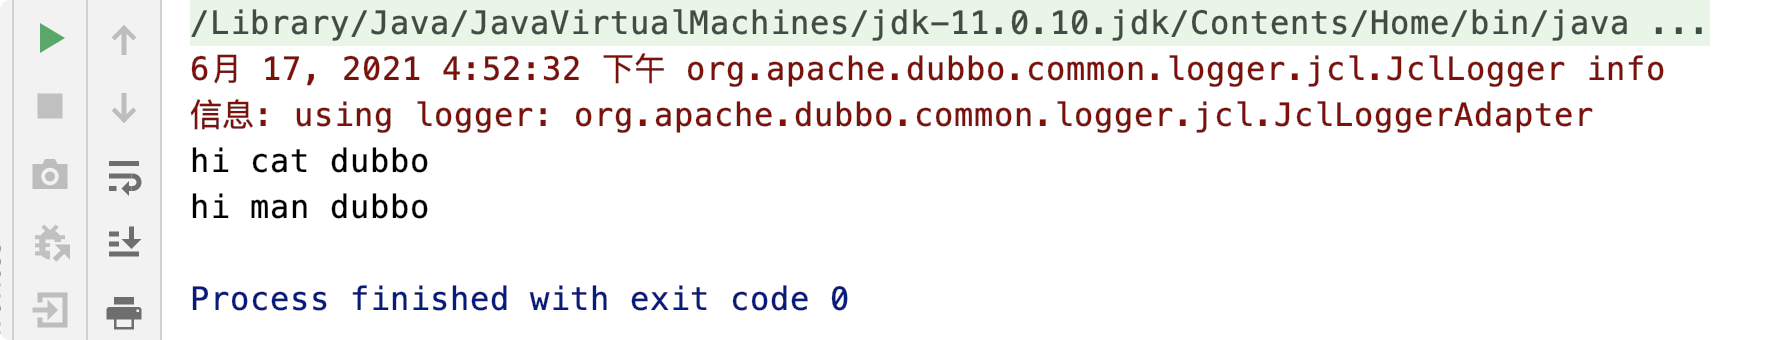 /Library/Java/JavaVirtualMachines/jdk-11.0.10.jdk/Contents/Home/bin/java ...
6月 17, 2021 4:52:32 下午 org.apache.dubbo.common.logger.jcl.JclLogger info
信息: using logger: org.apache.dubbo.common.logger.jcl.JclLoggerAdapter
hi cat dubbo
hi man dubbo
Process finished with exit code 0